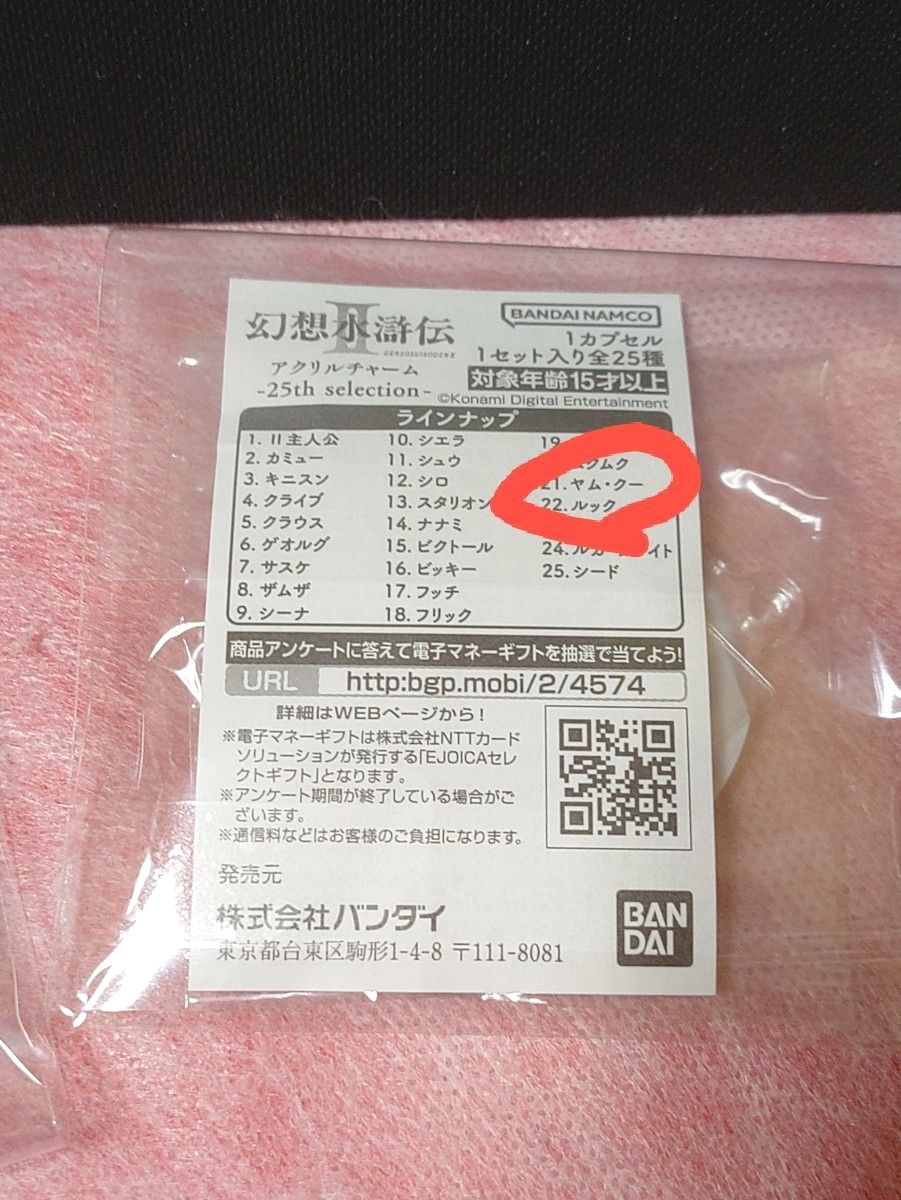 幻想水滸伝
II
GENSOSUIKODEN II
アクリルチャーム
-25th selection-
BANDAI NAMCO
1カプセル
1セット入り全25種
対象年齢15才以上
©Konami Digital Entertainment
ラインナップ
1. II主人公
2. カミュー
3. キニスン
4. クライブ
5. クラウス
6. ゲオルグ
7. サスケ
8. ザムザ
9. シーナ
10. シエラ
11. シュウ
12. シロ
13. スタリオン
14. ナナミ
15. ビクトール
16. ビッキー
17. フッチ
18. フリック
19.
ムクムク
21. ヤム・クー
22. ルック
24. ルカ
25. シード
商品アンケートに答えて電子マネーギフトを抽選で当てよう!
URL http:bgp.mobi/2/4574
詳細はWEBページから!
※電子マネーギフトは株式会社NTTカード
ソリューションが発行する「EJOICAセレ
クトギフト」となります。
※アンケート期間が終了している場合がご
ざいます。
※通信料などはお客様のご負担になります。
発売元
株式会社バンダイ
東京都台東区駒形1-4-8 〒111-8081
BAN
DAI